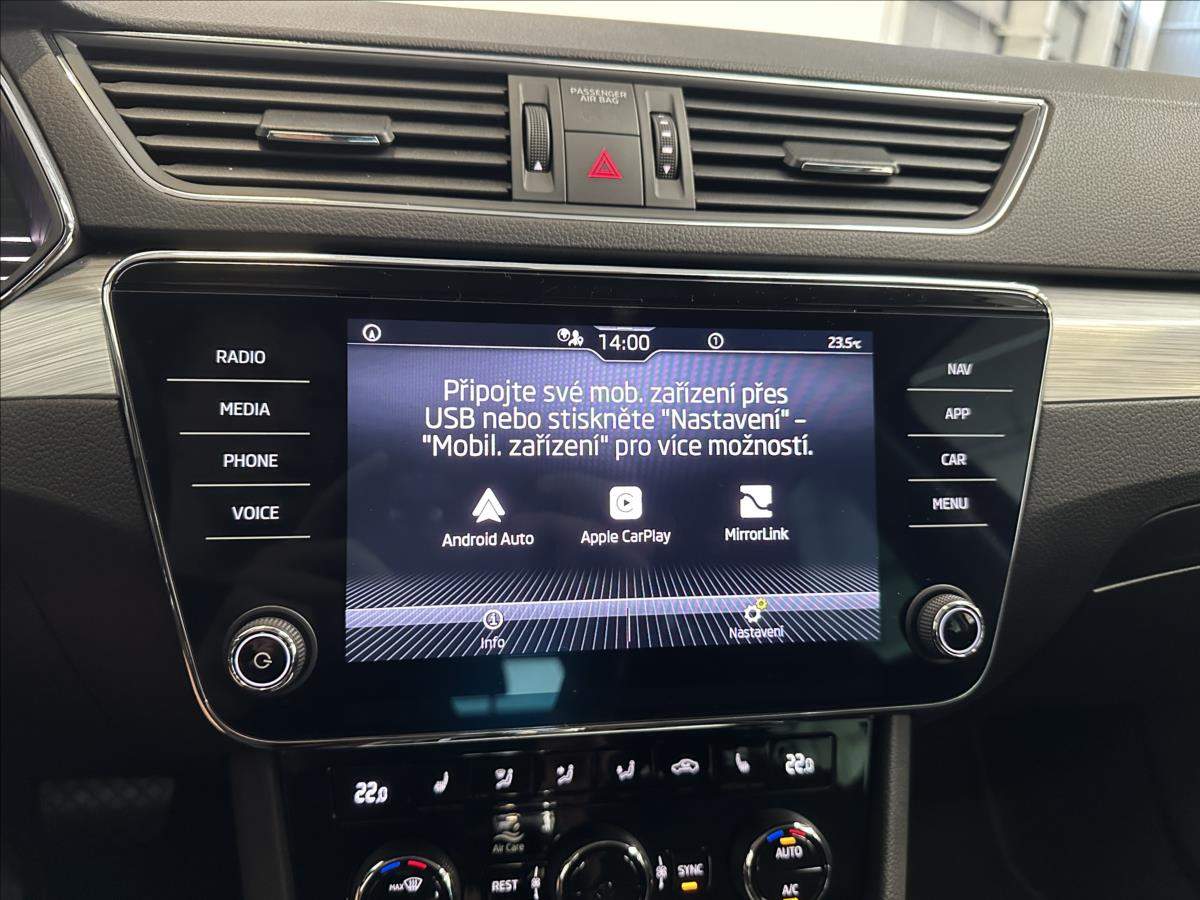 PASSENGER
AIR BAG
14:00
23.5°C
RADIO
MEDIA
PHONE
VOICE
Připojte své mob. zařízení přes
USB nebo stiskněte "Nastavení" –
"Mobil. zařízení" pro více možností.
Android Auto
Apple CarPlay
MirrorLink
Info
Nastavení
NAV
APP
CAR
MENU
22.0
22.0
Air Care
MAX
REST
SYNC
AUTO
A/C